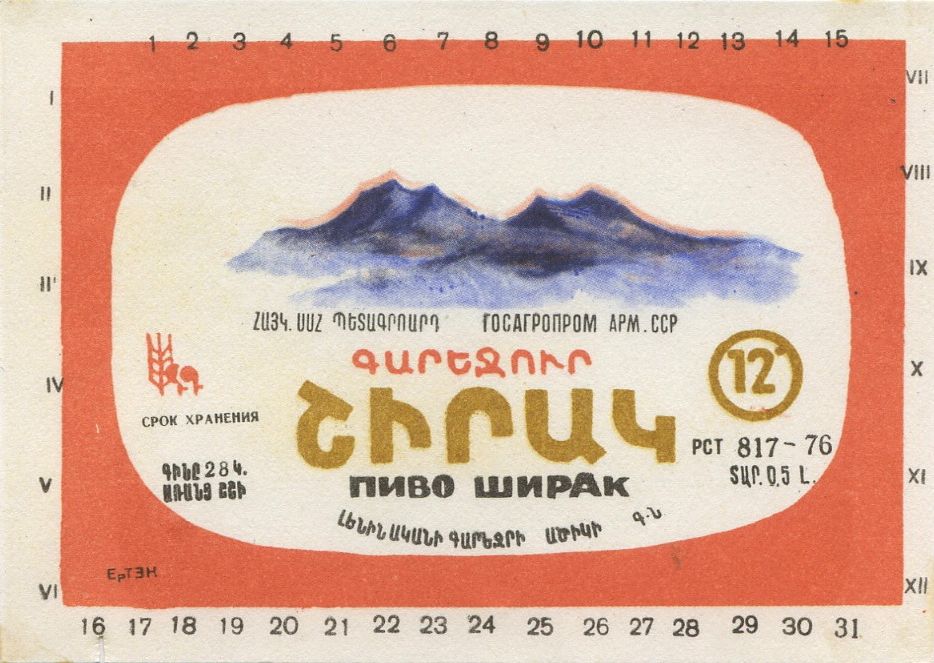 1 2 3 4 5 6 7 8 9 10 11 12 13 14 15
I
II
II'
IV
V
VI
VII
VIII
IX
X
XI
XII
ՀԱՅԿ. ՍՍՀ ՊԵՏԱԳՐՈԱՐԴ ГОСАГРОПРОМ АРМ. ССР
ԳԱՐԵՋՈՒՐ
12°
ՇԻՐԱԿ
СРОК ХРАНЕНИЯ
РСТ 817-76
ԳԻՆԸ 28 Կ.
ԱՌԱՆՑ ՇՇԻ
ՏԱՐ. 0,5 Լ.
ПИВО ШИРАК
ԼԵՆԻՆԱԿԱՆԻ ԳԱՐԵՋՐԻ ԱԾԻԿԻ Գ-Ն
ЕрТЭК
16 17 18 19 20 21 22 23 24 25 26 27 28 29 30 31